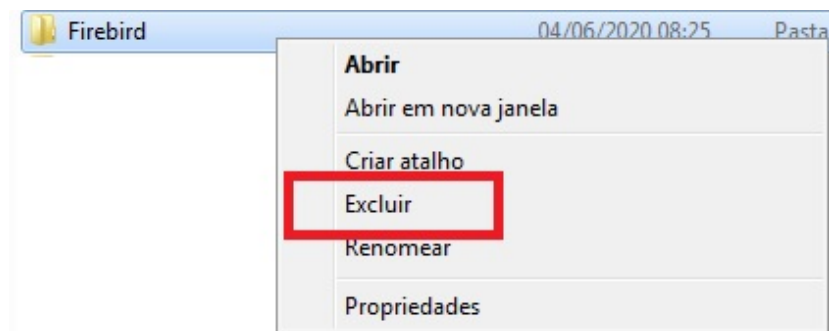 Firebird 04/06/2020 08:25 Pasta
Abrir
Abrir em nova janela
Criar atalho
Excluir
Renomear
Propriedades